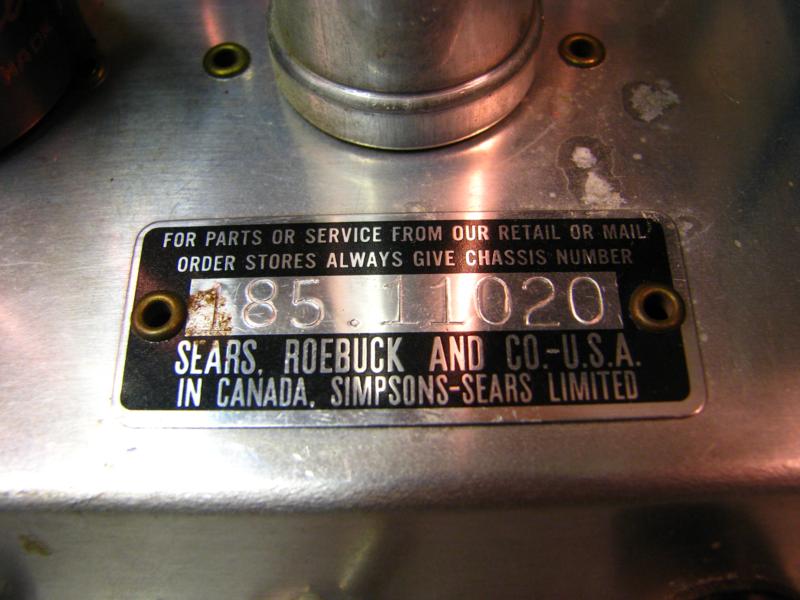 MADE
FOR PARTS OR SERVICE FROM OUR RETAIL OR MAIL
ORDER STORES ALWAYS GIVE CHASSIS NUMBER
185.11020
SEARS, ROEBUCK AND CO.-U.S.A.
IN CANADA, SIMPSONS-SEARS LIMITED